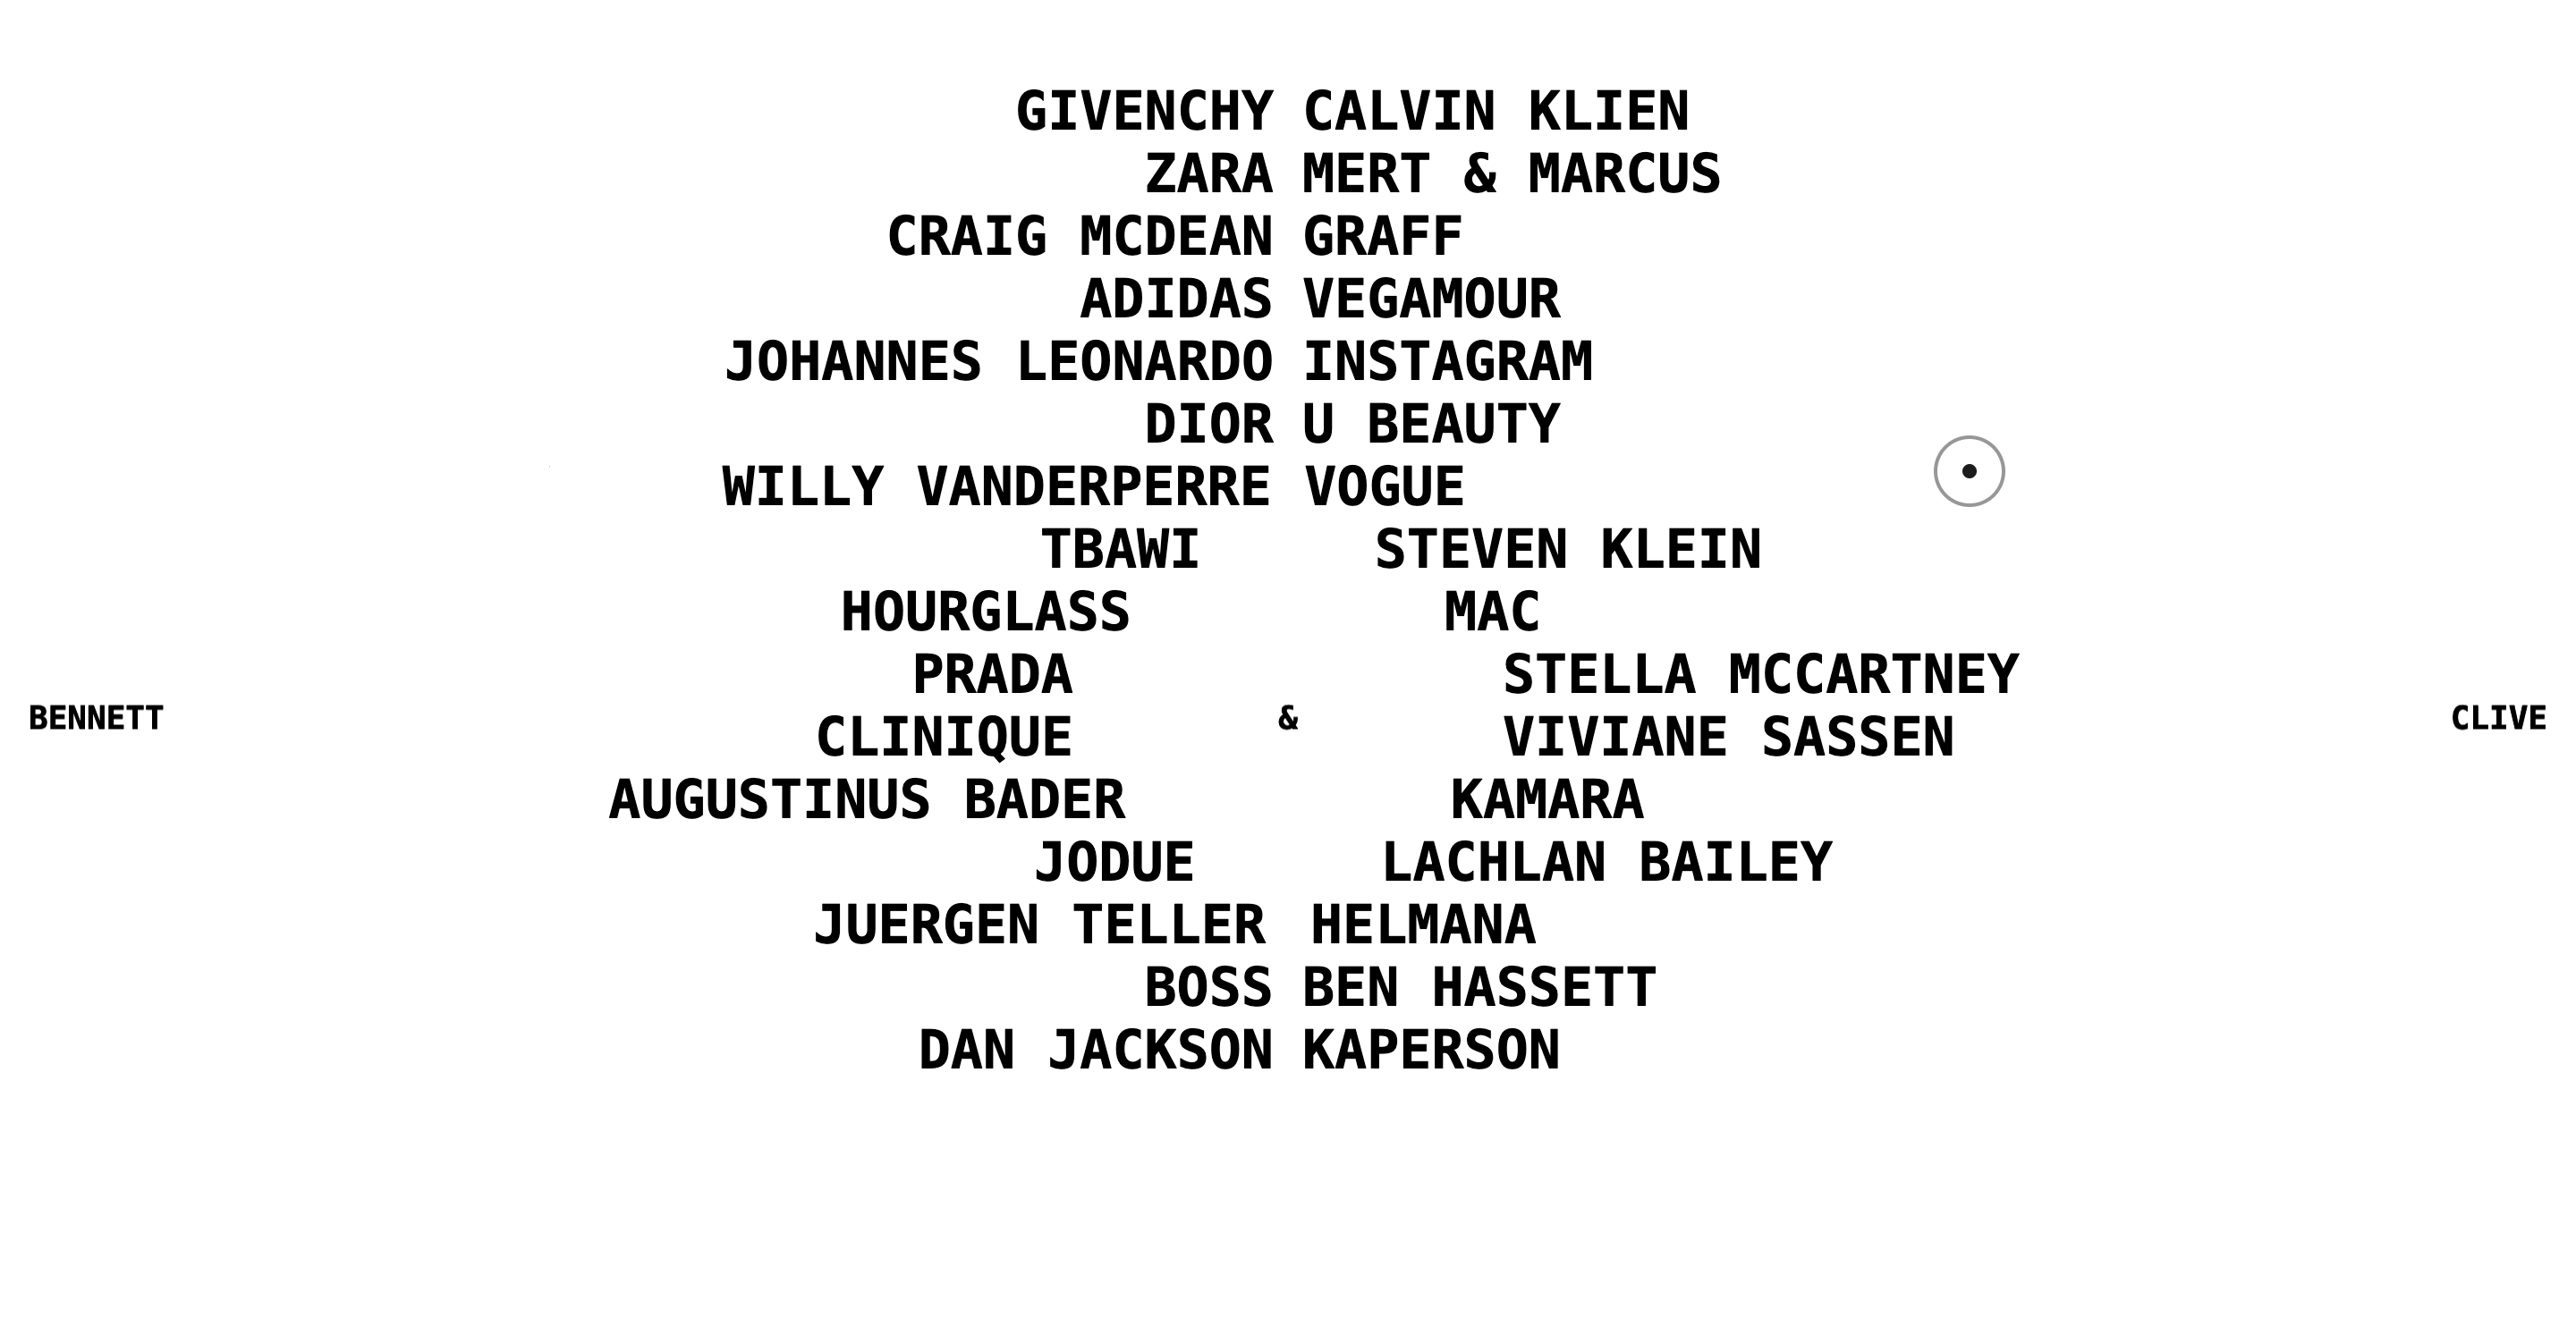 GIVENCHY CALVIN KLIEN
ZARA MERT & MARCUS
CRAIG MCDEAN GRAFF
ADIDAS VEGAMOUR
JOHANNES LEONARDO INSTAGRAM
DIOR U BEAUTY
WILLY VANDERPERRE VOGUE
TBAWI STEVEN KLEIN
HOURGLASS MAC
PRADA STELLA MCCARTNEY
BENNETT & CLIVE
CLINIQUE VIVIANE SASSEN
AUGUSTINUS BADER KAMARA
JODUE LACHLAN BAILEY
JUERGEN TELLER HELMANA
BOSS BEN HASSETT
DAN JACKSON KAPERSON